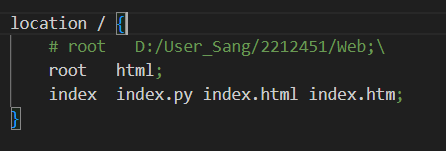 location / {
# root D:/User_Sang/2212451/Web;\
root html;
index index.py index.html index.htm;
}